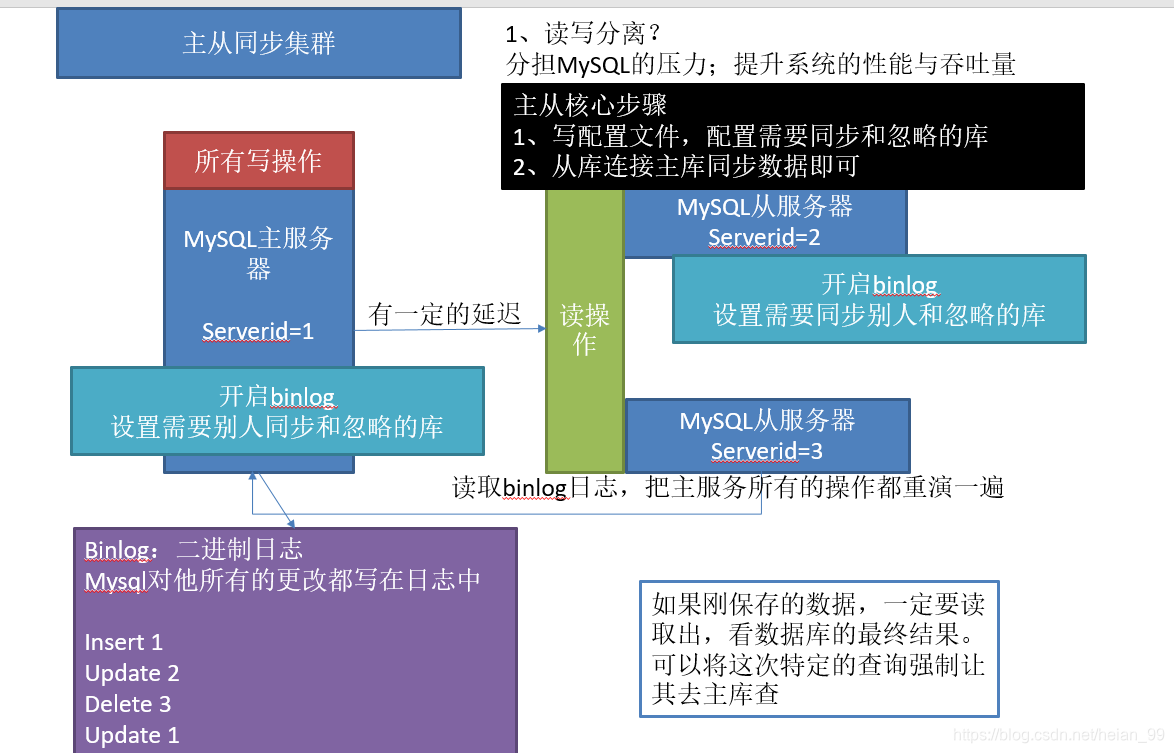 主从同步集群
1、读写分离？
分担MySQL的压力；提升系统的性能与吞吐量
主从核心步骤
1、写配置文件，配置需要同步和忽略的库
2、从库连接主库同步数据即可
所有写操作
MySQL主服务
器
Serverid=1
有一定的延迟
读操
作
MySQL从服务器
Serverid=2
开启binlog
设置需要同步别人和忽略的库
开启binlog
设置需要别人同步和忽略的库
MySQL从服务器
Serverid=3
读取binlog日志，把主服务所有的操作都重演一遍
Binlog：二进制日志
Mysql对他所有的更改都写在日志中
Insert 1
Update 2
Delete 3
Update 1
如果刚保存的数据，一定要读
取出，看数据库的最终结果。
可以将这次特定的查询强制让
其去主库查
https://blog.csdn.net/heian_99